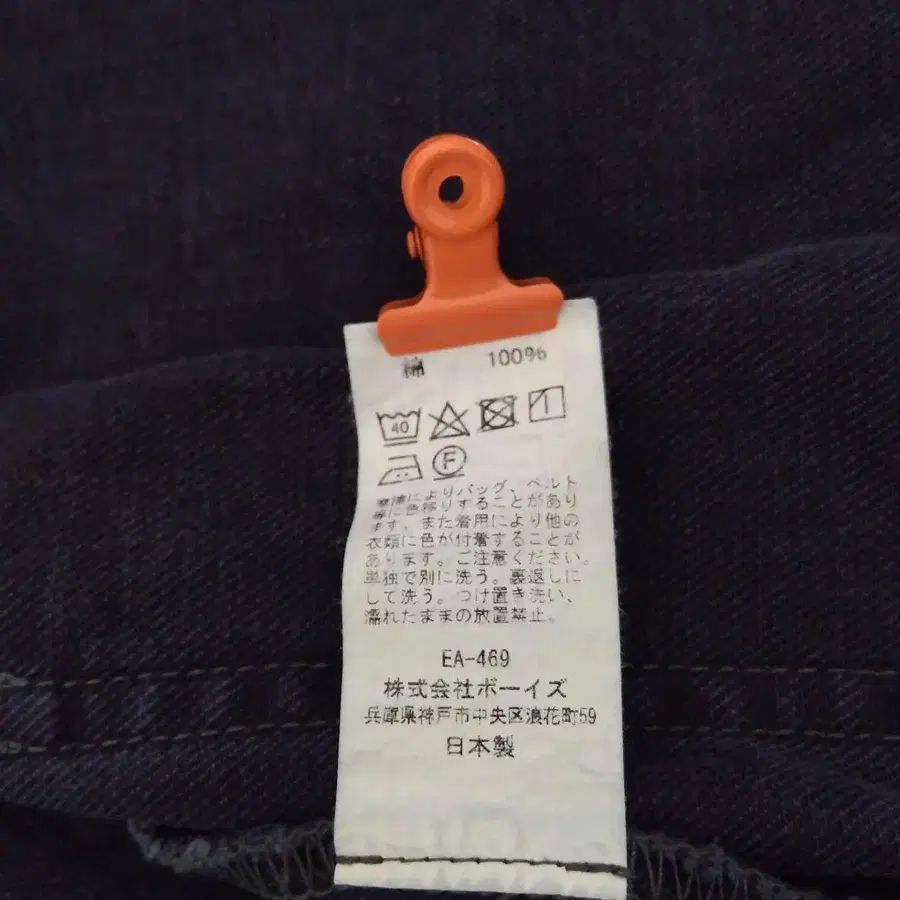 綿 100%
40
F
摩擦によりバッグ、ベルト
等に色移りすることがあり
ます。また着用により他の
衣類に色が付着することが
あります。ご注意ください。
単独で別に洗う。裏返しに
して洗う。つけ置き洗い、
濡れたままの放置禁止。
EA-469
株式会社ボーイズ
兵庫県神戸市中央区浪花町59
日本製